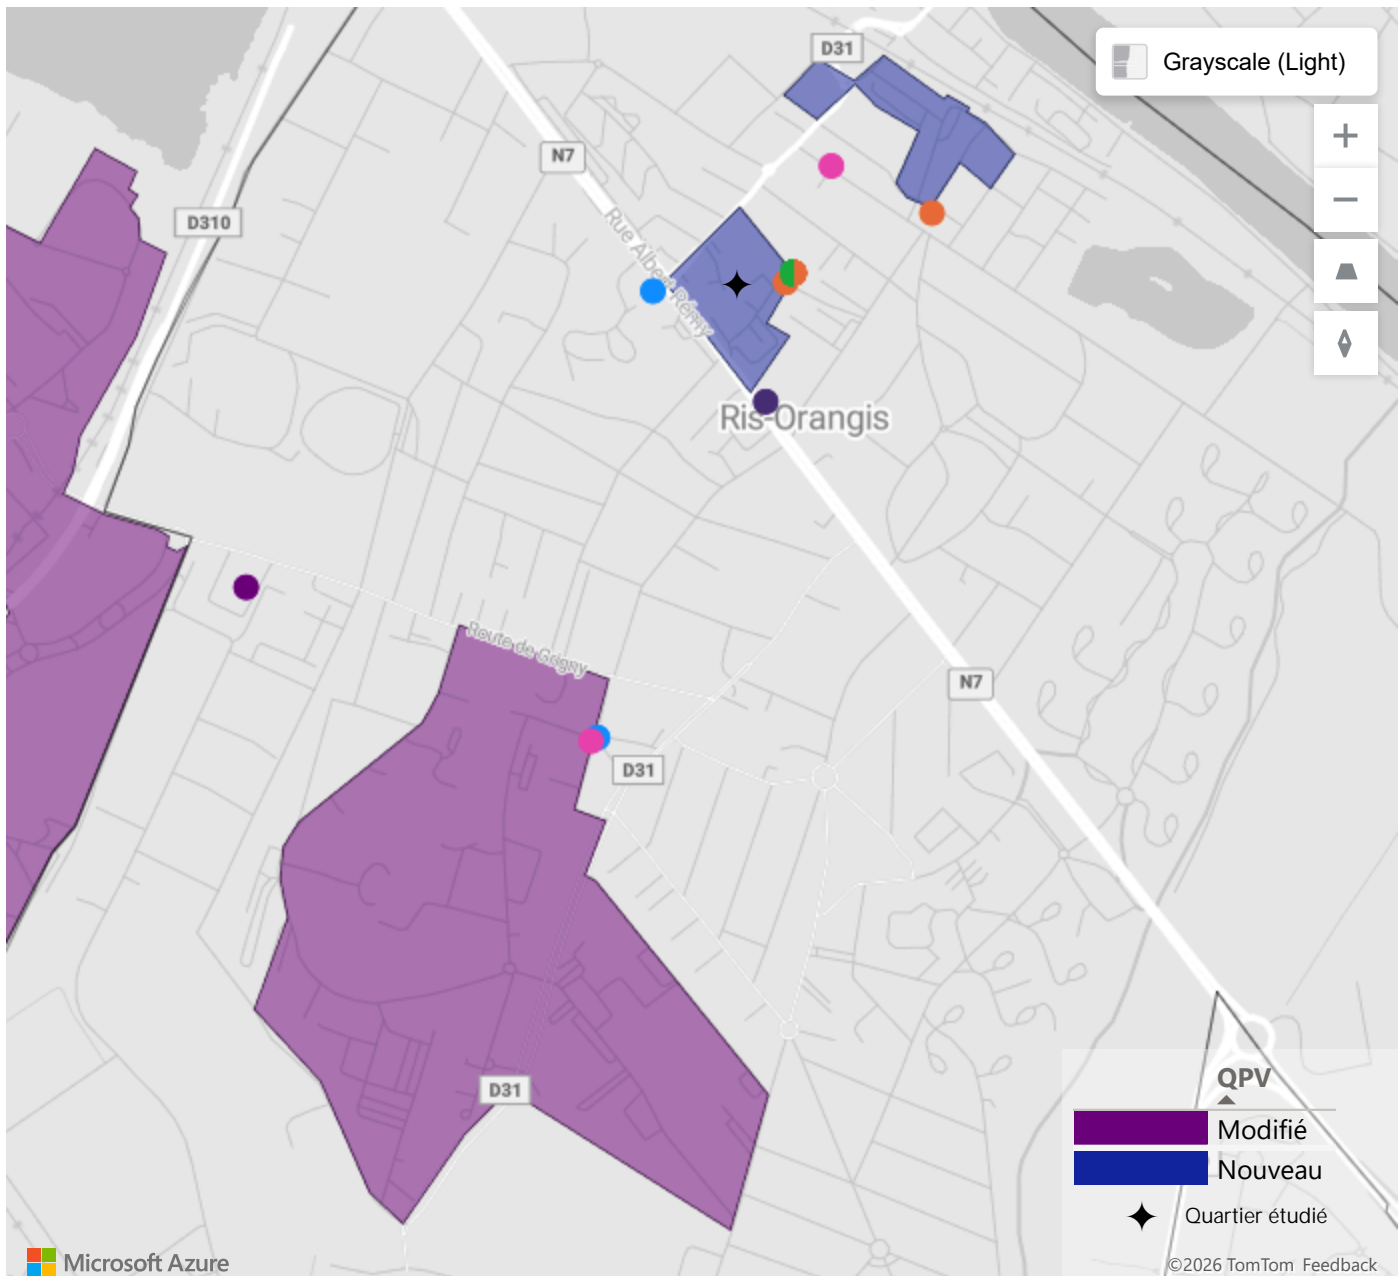 D31
Grayscale (Light)
N7
D310
Rue Albert Rémy
Ris-Orangis
Route de Grigny
N7
D31
D31
QPV
Modifié
Nouveau
Quartier étudié
Microsoft Azure
©2026 TomTom Feedback